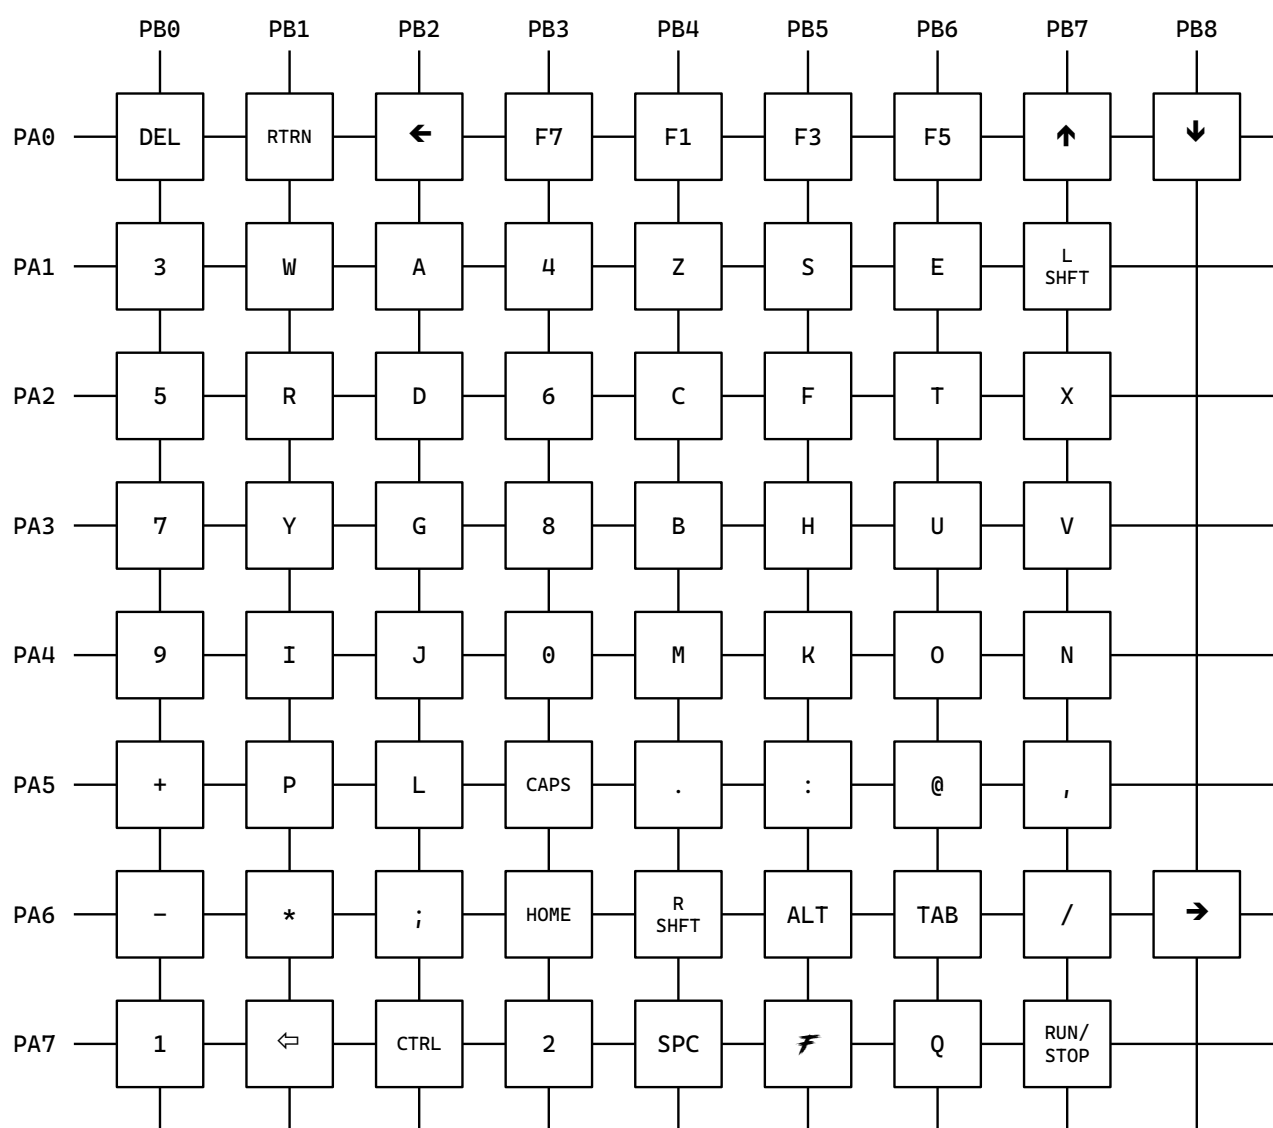 PB0 PB1 PB2 PB3 PB4 PB5 PB6 PB7 PB8
PA0 DEL RTRN ← F7 F1 F3 F5 ↑ ↓
PA1 3 W A 4 Z S E L SHFT
PA2 5 R D 6 C F T X
PA3 7 Y G 8 B H U V
PA4 9 I J 0 M K O N
PA5 + P L CAPS . : @ ,
PA6 - * ; HOME R SHFT ALT TAB / →
PA7 1 ⇦ CTRL 2 SPC F Q RUN/ STOP